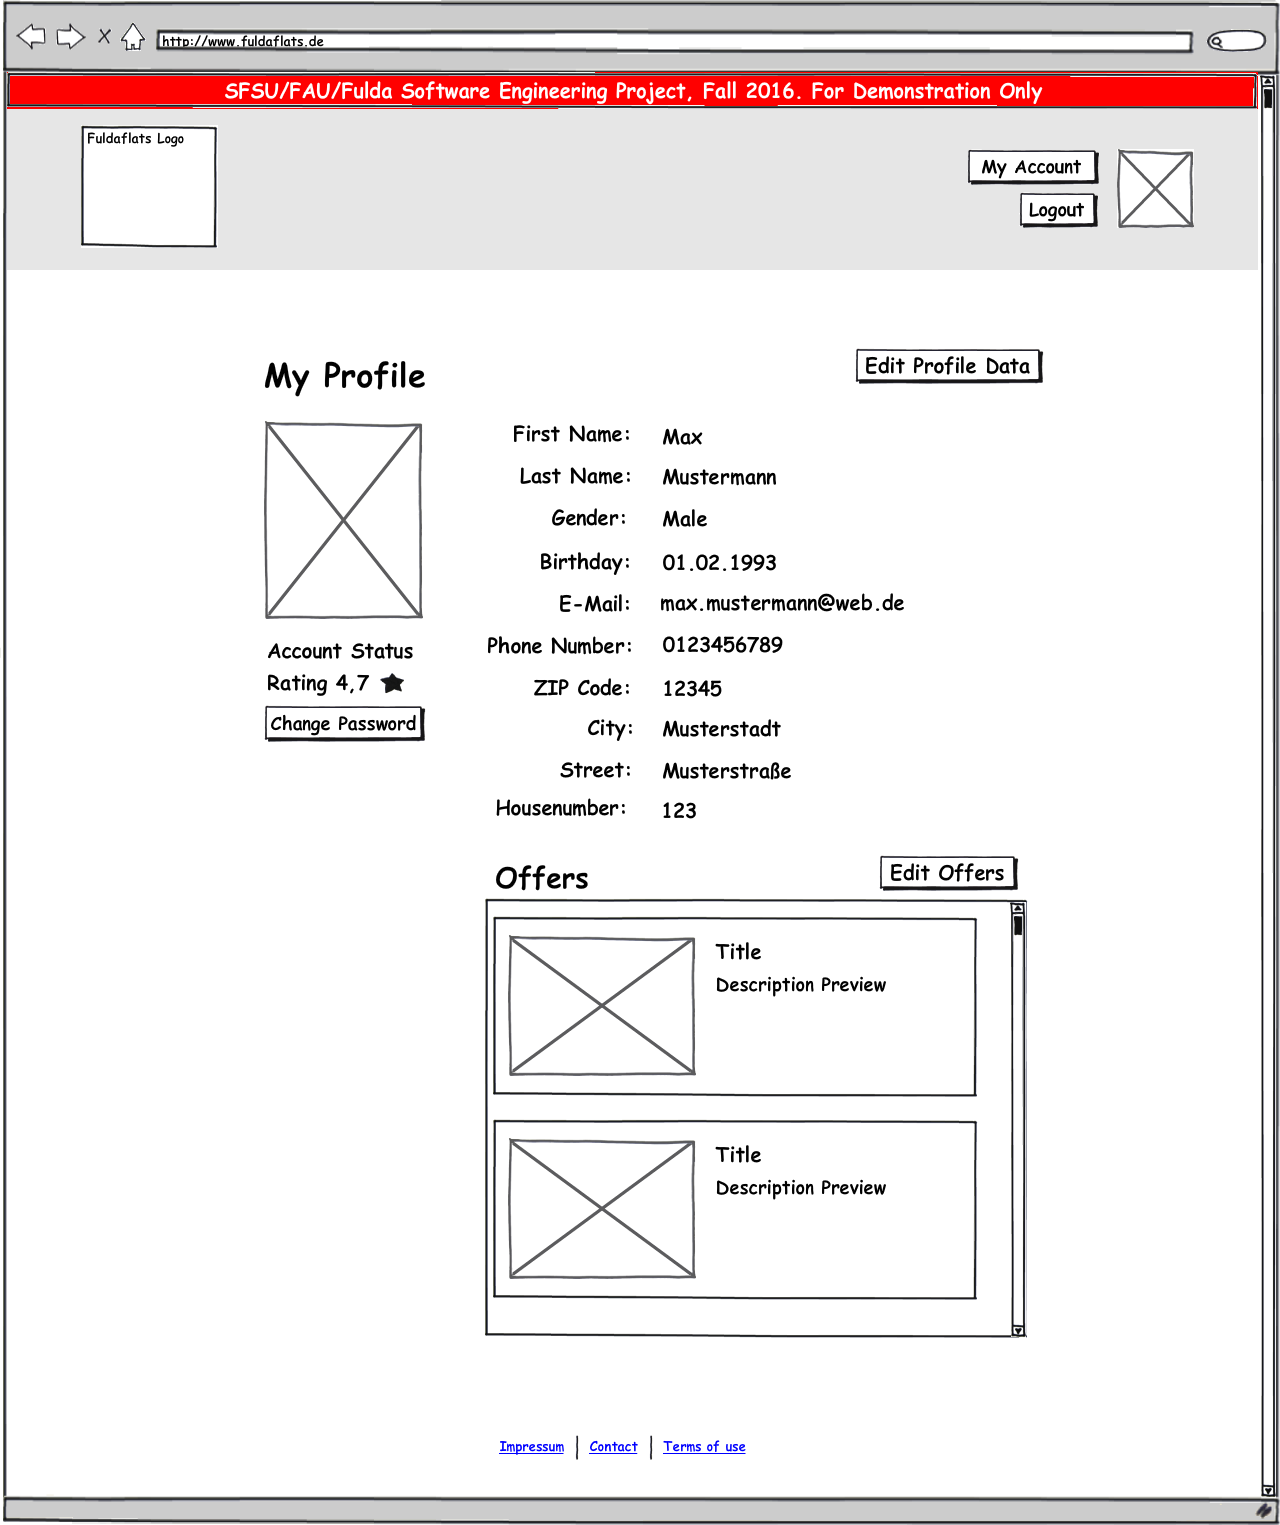 http://www.fuldaflats.de
SFSU/FAU/Fulda Software Engineering Project, Fall 2016. For Demonstration Only
Fuldaflats Logo
My Account
Logout
My Profile
Edit Profile Data
First Name: Max
Last Name: Mustermann
Gender: Male
Birthday: 01.02.1993
E-Mail: max.mustermann@web.de
Phone Number: 0123456789
ZIP Code: 12345
City: Musterstadt
Street: Musterstraße
Housenumber: 123
Account Status
Rating 4,7
Change Password
Offers
Edit Offers
Title
Description Preview
Title
Description Preview
Impressum | Contact | Terms of use